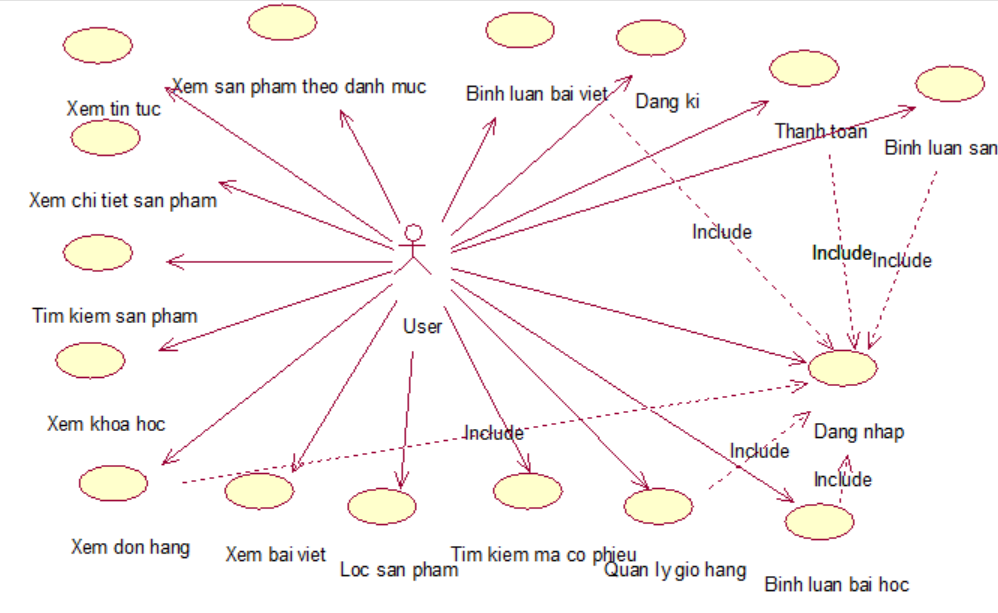 Xem tin tuc
Xem san pham theo danh muc
Binh luan bai viet
Dang ki
Thanh toan
Binh luan san
Xem chi tiet san pham
Include
Include
Include
Tim kiem san pham
User
Xem khoa hoc
Include
Dang nhap
Include
Include
Xem don hang
Xem bai viet
Loc san pham
Tim kiem ma co phieu
Quan ly gio hang
Binh luan bai hoc